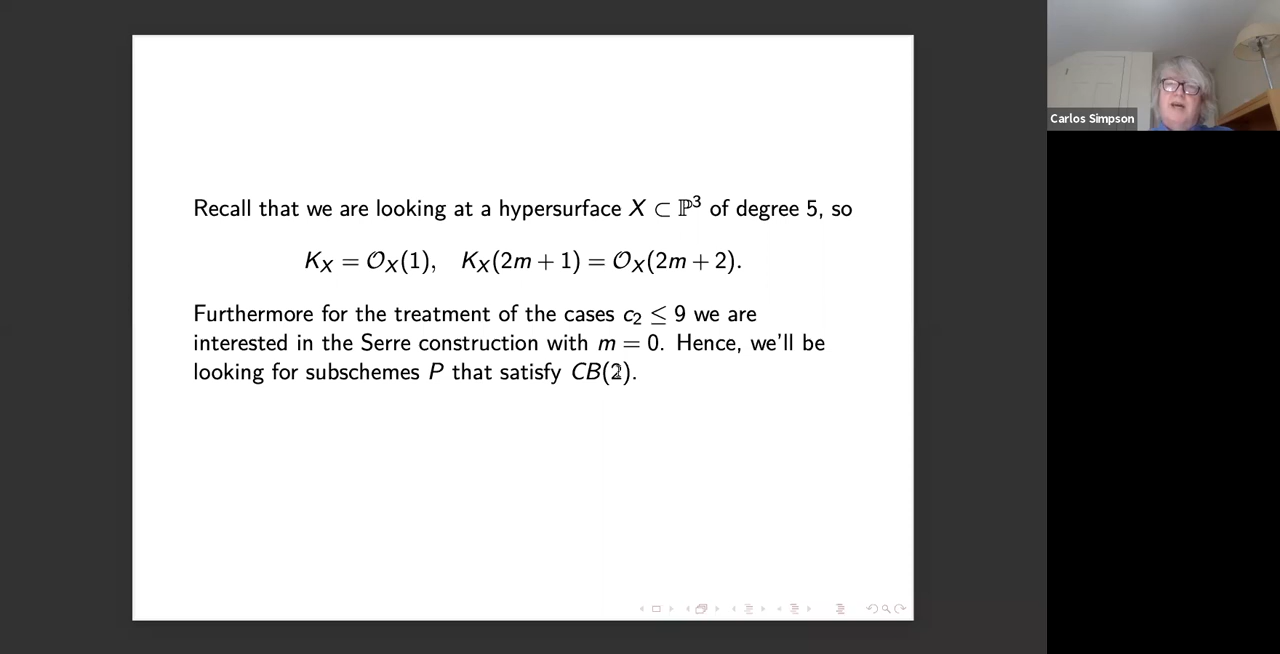 Recall that we are looking at a hypersurface X ⊂ ℙ³ of degree 5, so
K_X = 𝒪_X(1), K_X(2m + 1) = 𝒪_X(2m + 2).
Furthermore for the treatment of the cases c₂ ≤ 9 we are
interested in the Serre construction with m = 0. Hence, we'll be
looking for subschemes P that satisfy CB(2).
Carlos Simpson